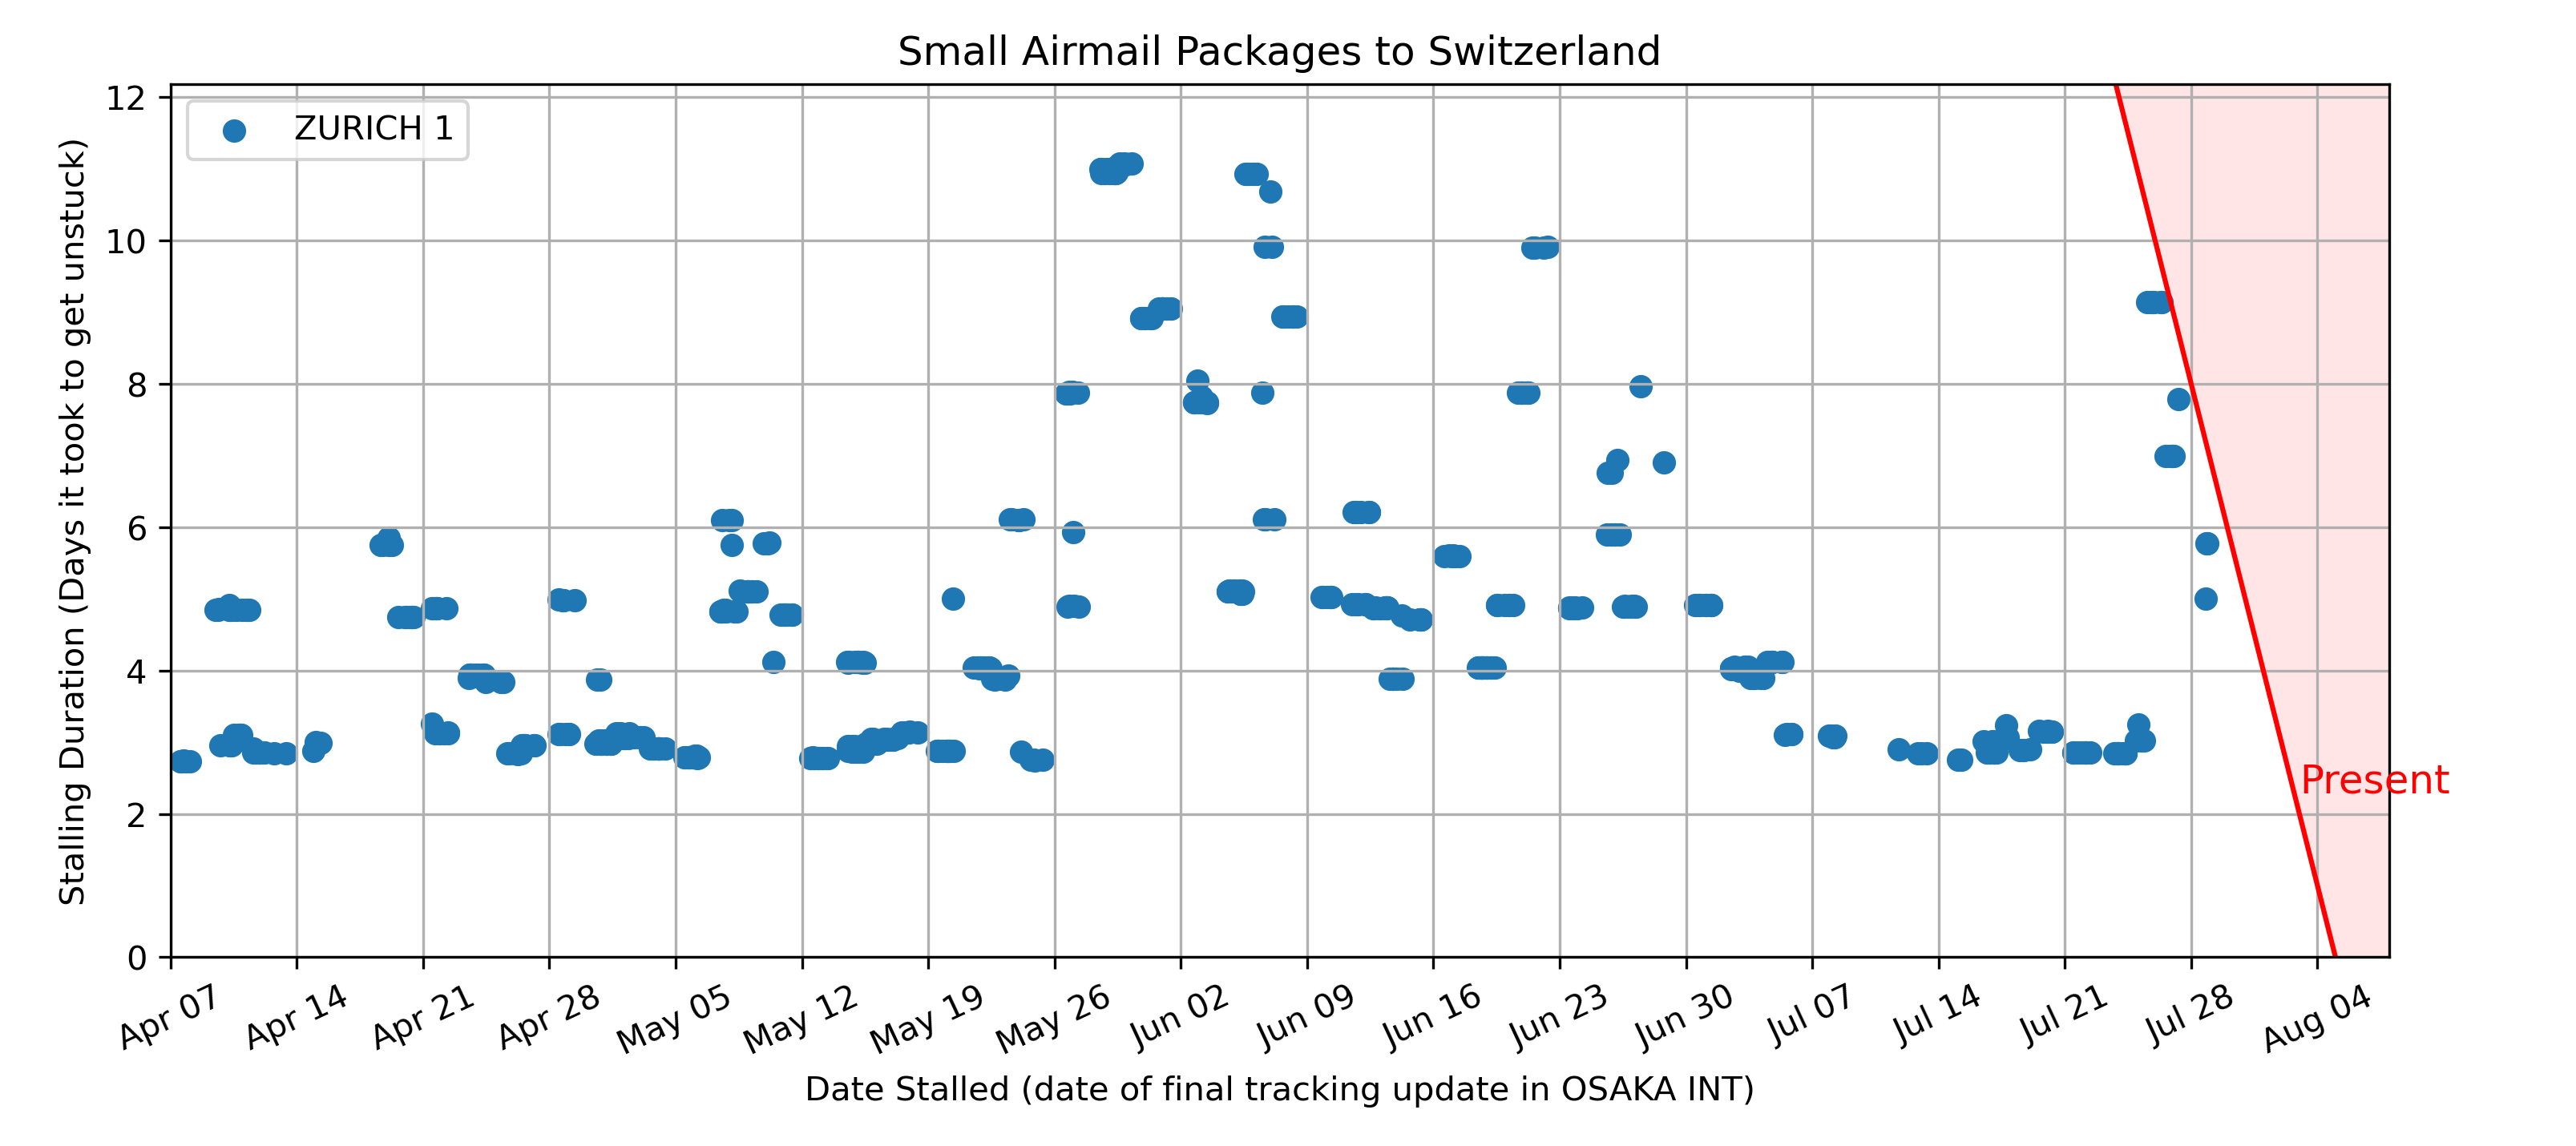 Small Airmail Packages to Switzerland
ZURICH 1
Stalling Duration (Days it took to get unstuck)
12
10
8
6
4
2
0
Present
Apr 07
Apr 14
Apr 21
Apr 28
May 05
May 12
May 19
May 26
Jun 02
Jun 09
Jun 16
Jun 23
Jun 30
Jul 07
Jul 14
Jul 21
Jul 28
Aug 04
Date Stalled (date of final tracking update in OSAKA INT)